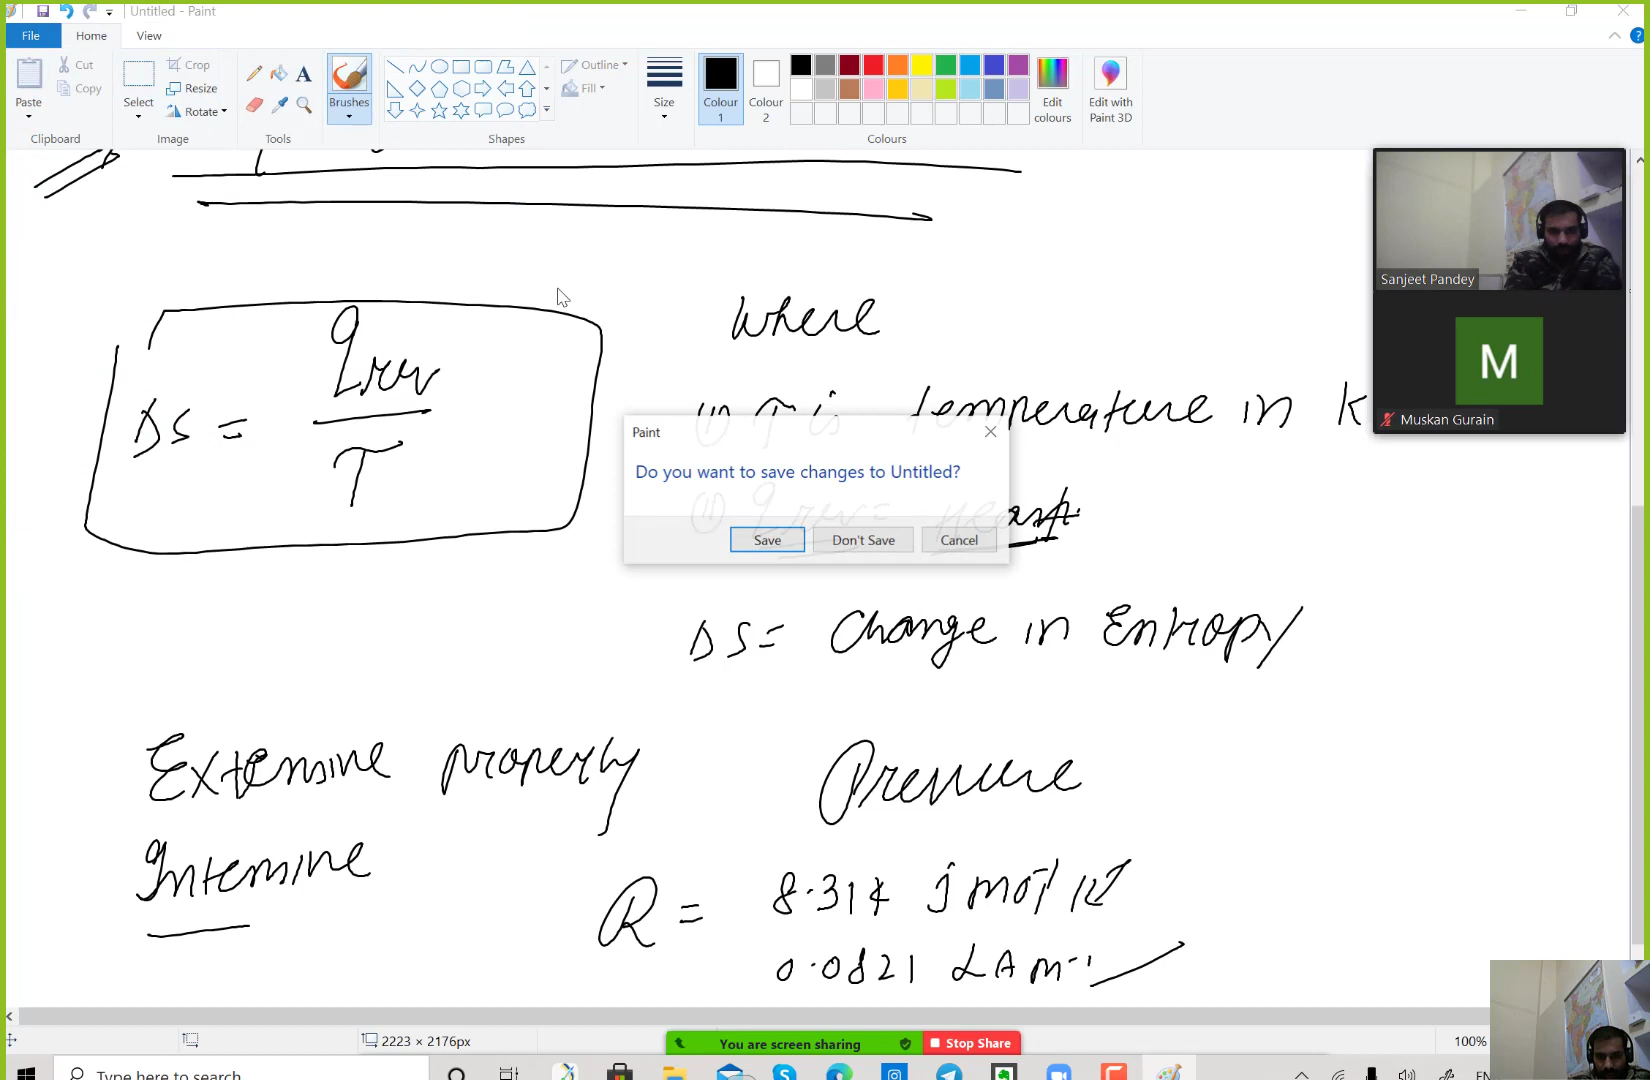 Untitled - Paint
File Home View
Cut
Copy
Paste
Clipboard
Select
Crop
Resize
Rotate
Image
Tools
Brushes
Shapes
Outline
Fill
Size
Colour 1
Colour 2
Edit colours
Edit with Paint 3D
Colours
Sanjeet Pandey
M
Muskan Gurain
where
ΔS = qrev / T
(i) T is temperature in K
(ii) qrev =
ΔS = Change in Entropy
Paint
Do you want to save changes to Untitled?
Save Don't Save Cancel
Extensive property Pressure
Intensive
R = 8.314 J mol⁻¹ K⁻¹
0.0821 LA m⁻¹
2223 × 2176px
You are screen sharing Stop Share
100%
Type here to search
EN